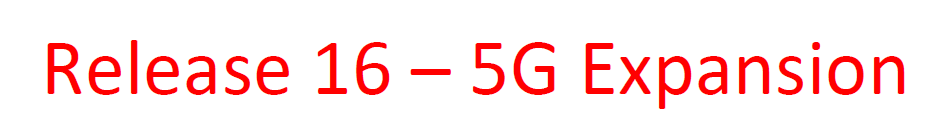 Release 16 – 5G Expansion